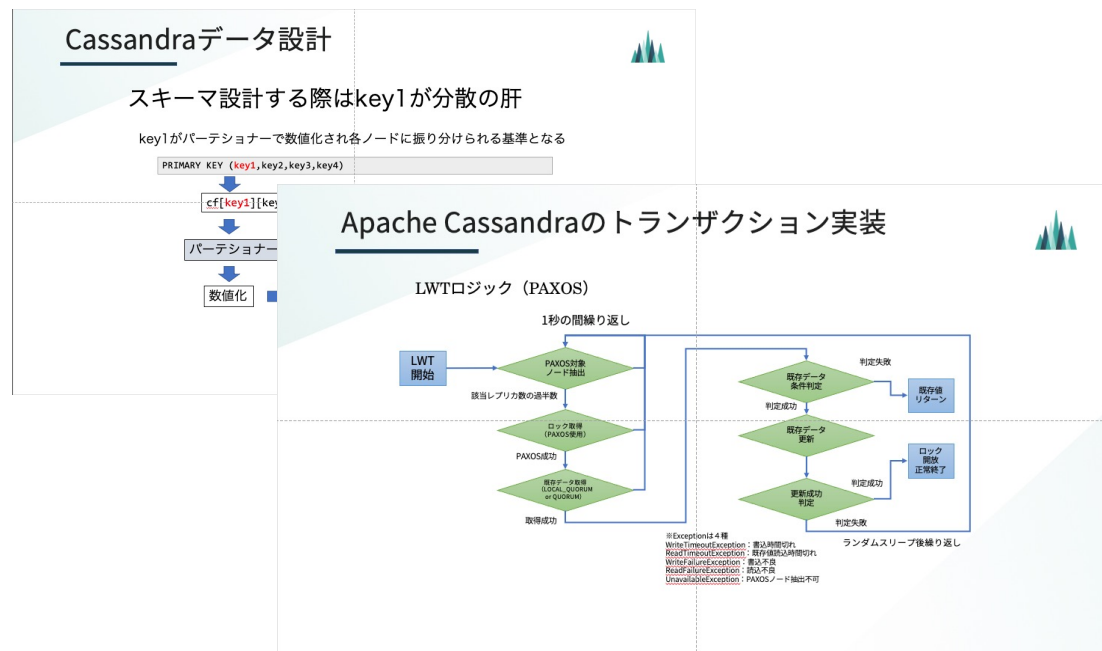 Cassandraデータ設計
スキーマ設計する際はkey1が分散の肝
key1がパーテショナーで数値化され各ノードに振り分けられる基準となる
PRIMARY KEY (key1,key2,key3,key4)
cf[key1][key
パーテショナー
数値化
Apache Cassandraのトランザクション実装
LWTロジック（PAXOS）
1秒の間繰り返し
LWT
開始
PAXOS対象
ノード抽出
該当レプリカ数の過半数
ロック取得
（PAXOS使用）
PAXOS成功
既存データ取得
（LOCAL_QUORUM
or QUORUM）
取得成功
既存データ
条件判定
判定失敗
既存値
リターン
判定成功
既存データ
更新
ロック
開放
正常終了
判定成功
更新成功
判定
判定失敗
ランダムスリープ後繰り返し
※Exceptionは４種
WriteTimeoutException：書込時間切れ
ReadTimeoutException：既存値読込時間切れ
WriteFailureException：書込不良
ReadFailureException：読込不良
UnavailableException：PAXOSノード抽出不可